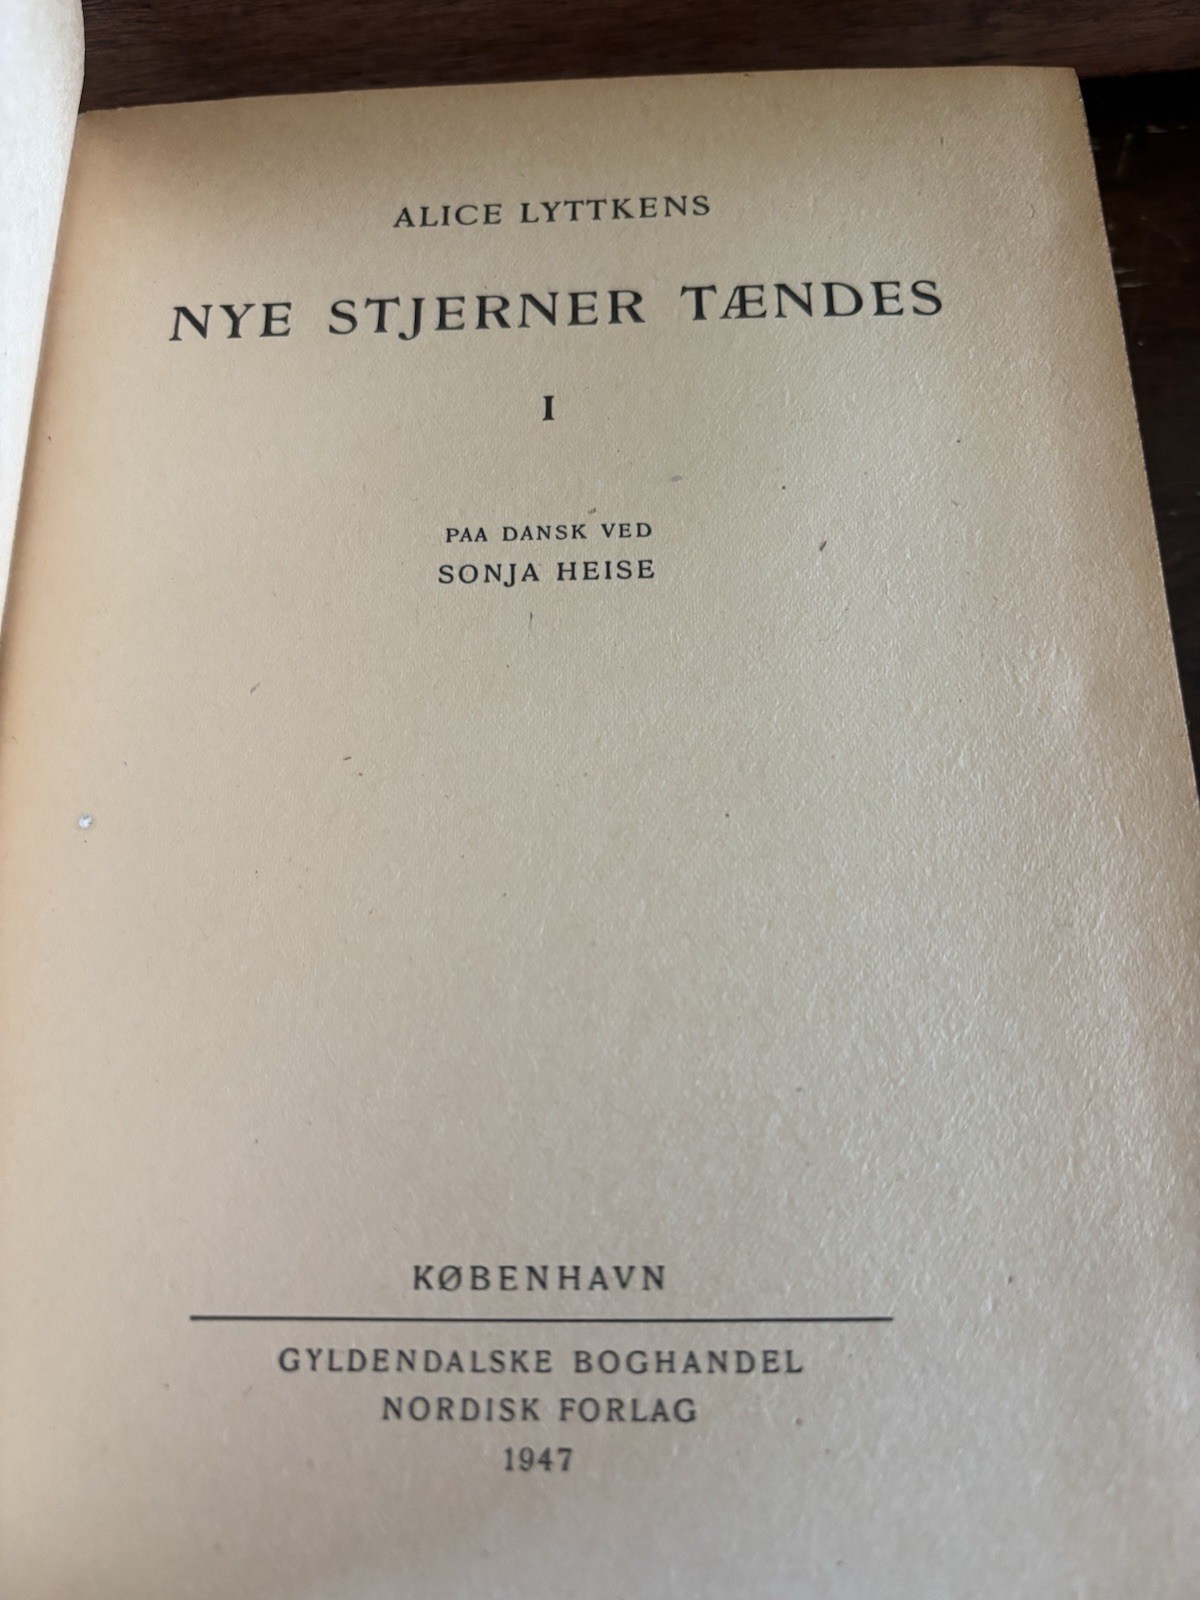 ALICE LYTTKENS
NYE STJERNER TÆNDES
I
PAA DANSK VED
SONJA HEISE
KØBENHAVN
GYLDENDALSKE BOGHANDEL
NORDISK FORLAG
1947